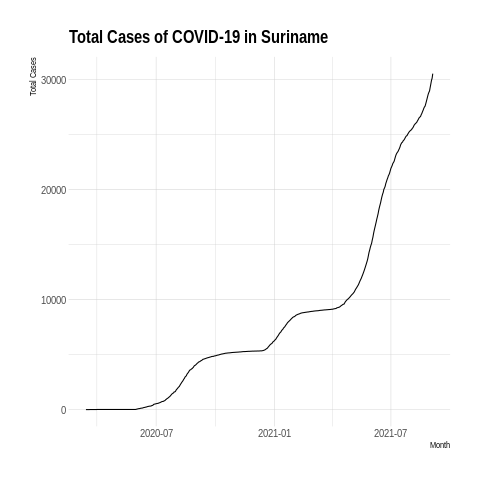 Total Cases of COVID-19 in Suriname
Total Cases
30000
20000
10000
0
2020-07
2021-01
2021-07
Month